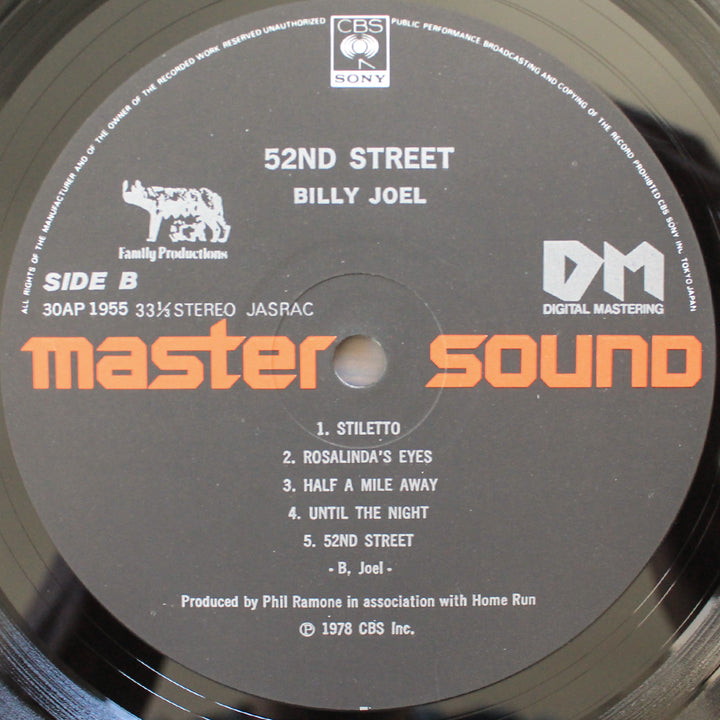 ALL RIGHTS OF THE MANUFACTURER AND OF THE OWNER OF THE RECORDED WORK RESERVED UNAUTHORIZED PUBLIC PERFORMANCE BROADCASTING AND COPYING OF THE RECORD PROHIBITED CBS SONY INC. TOKYO JAPAN
CBS
SONY
52ND STREET
BILLY JOEL
Family Productions
SIDE B
DM
DIGITAL MASTERING
30AP 1955 33⅓ STEREO JASRAC
master sound
1. STILETTO
2. ROSALINDA'S EYES
3. HALF A MILE AWAY
4. UNTIL THE NIGHT
5. 52ND STREET
- B, Joel -
Produced by Phil Ramone in association with Home Run
℗ 1978 CBS Inc.